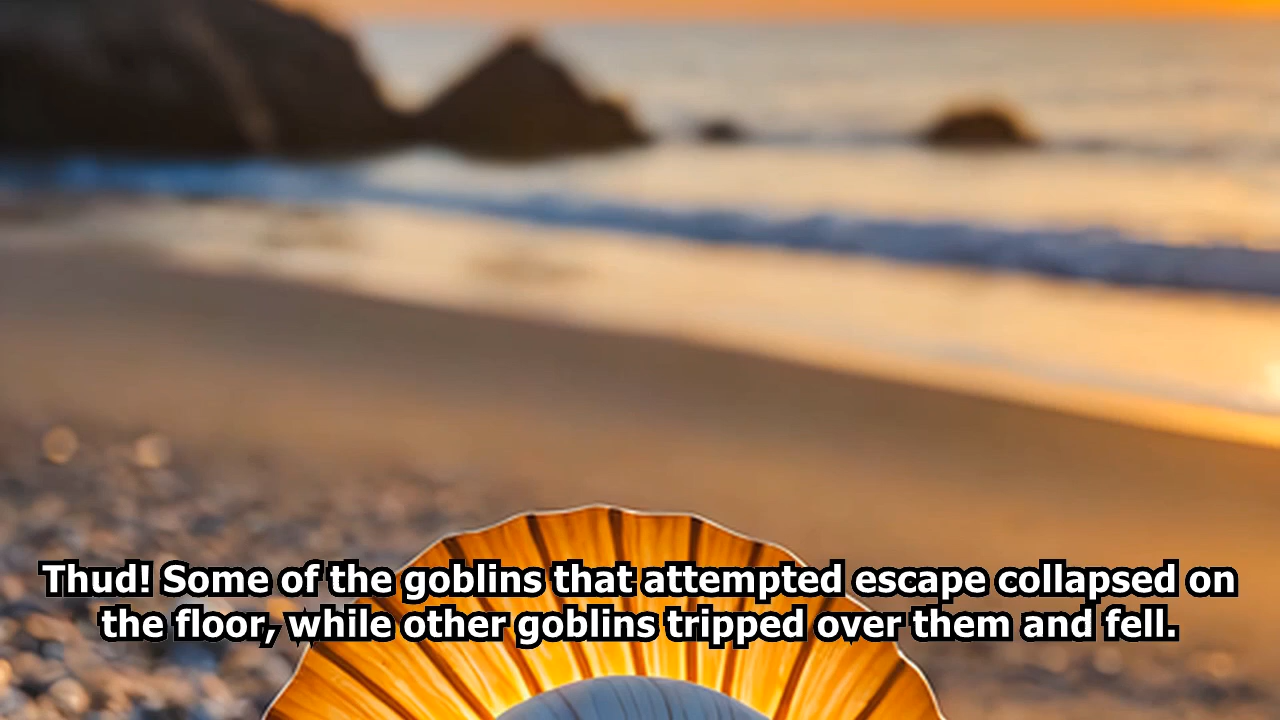 Thud! Some of the goblins that attempted escape collapsed on
the floor, while other goblins tripped over them and fell.